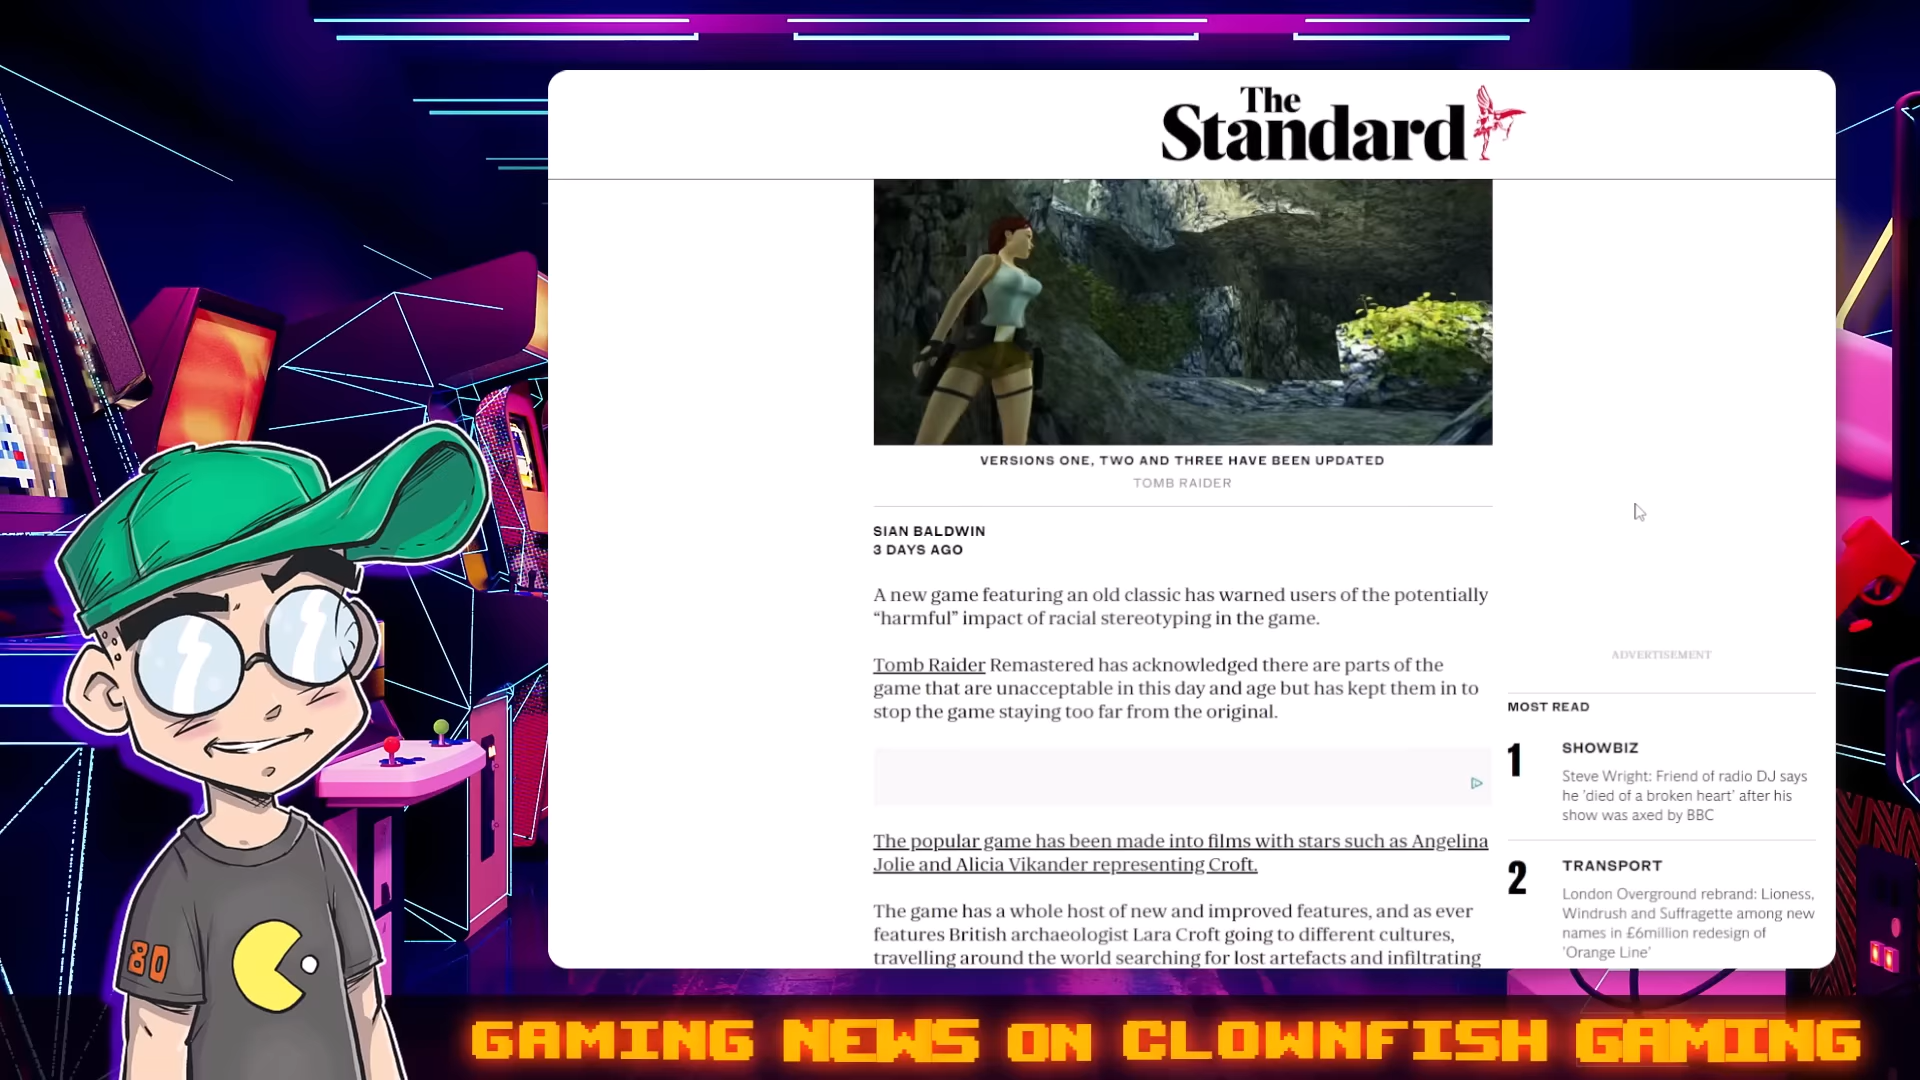 The
Standard
VERSIONS ONE, TWO AND THREE HAVE BEEN UPDATED
TOMB RAIDER
SIAN BALDWIN
3 DAYS AGO
A new game featuring an old classic has warned users of the potentially
“harmful” impact of racial stereotyping in the game.
Tomb Raider Remastered has acknowledged there are parts of the
game that are unacceptable in this day and age but has kept them in to
stop the game staying too far from the original.
The popular game has been made into films with stars such as Angelina
Jolie and Alicia Vikander representing Croft.
The game has a whole host of new and improved features, and as ever
features British archaeologist Lara Croft going to different cultures,
travelling around the world searching for lost artefacts and infiltrating
ADVERTISEMENT
MOST READ
1
SHOWBIZ
Steve Wright: Friend of radio DJ says
he ‘died of a broken heart’ after his
show was axed by BBC
2
TRANSPORT
London Overground rebrand: Lioness,
Windrush and Suffragette among new
names in £6million redesign of
‘Orange Line’
80
GAMING NEWS ON CLOWNFISH GAMING